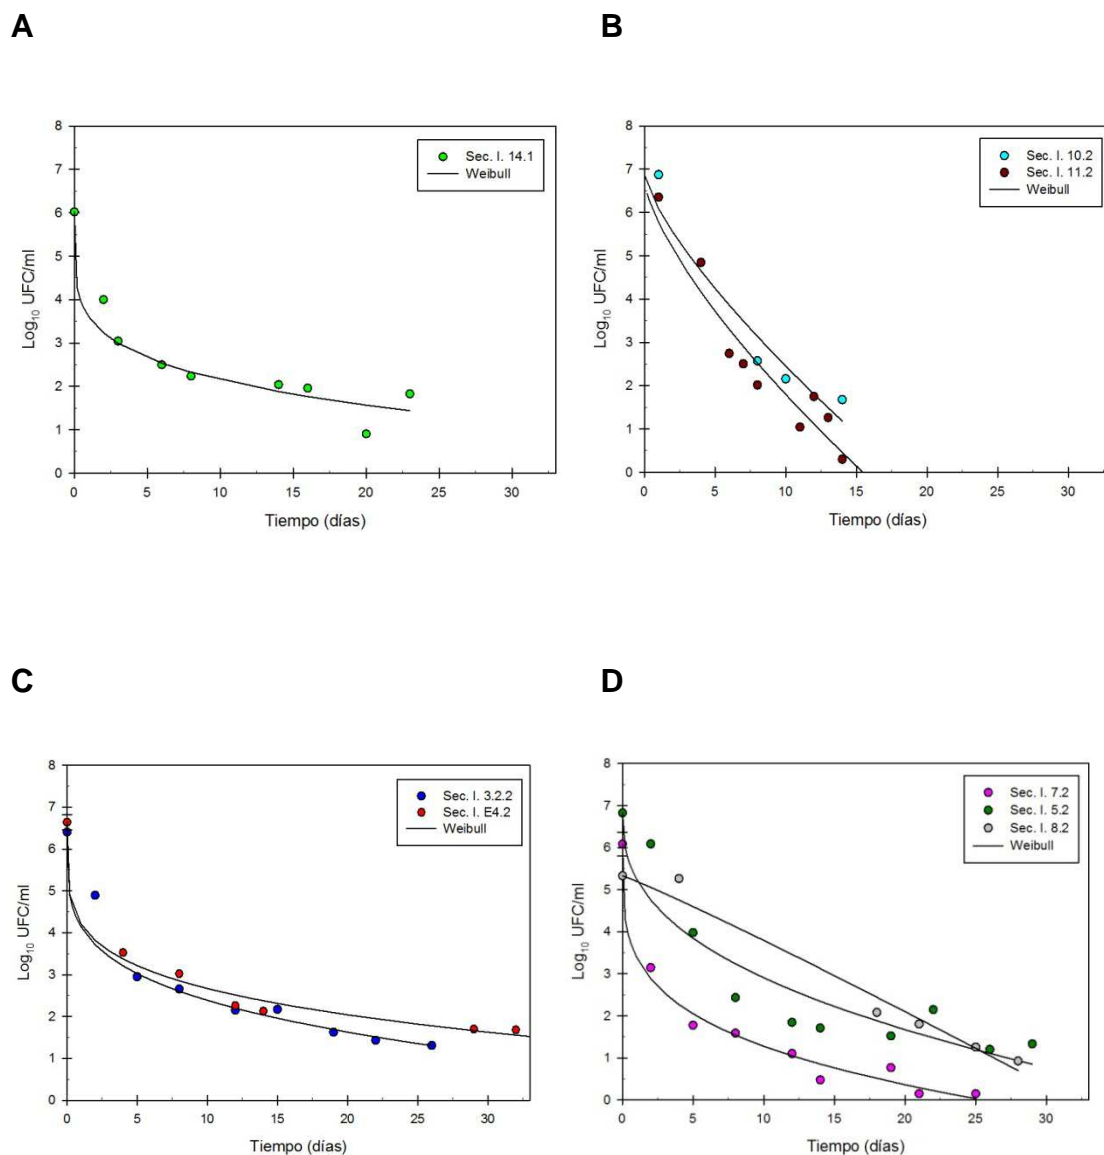 A
B
8
7
6
5
4
3
2
1
0
0 5 10 15 20 25 30
Log10 UFC/ml
Tiempo (días)
Sec. I. 14.1
Weibull
8
7
6
5
4
3
2
1
0
0 5 10 15 20 25 30
Log10 UFC/ml
Tiempo (días)
Sec. I. 10.2
Sec. I. 11.2
Weibull
C
D
8
7
6
5
4
3
2
1
0
0 5 10 15 20 25 30
Log10 UFC/ml
Tiempo (días)
Sec. I. 3.2.2
Sec. I. E4.2
Weibull
8
7
6
5
4
3
2
1
0
0 5 10 15 20 25 30
Log10 UFC/ml
Tiempo (días)
Sec. I. 7.2
Sec. I. 5.2
Sec. I. 8.2
Weibull